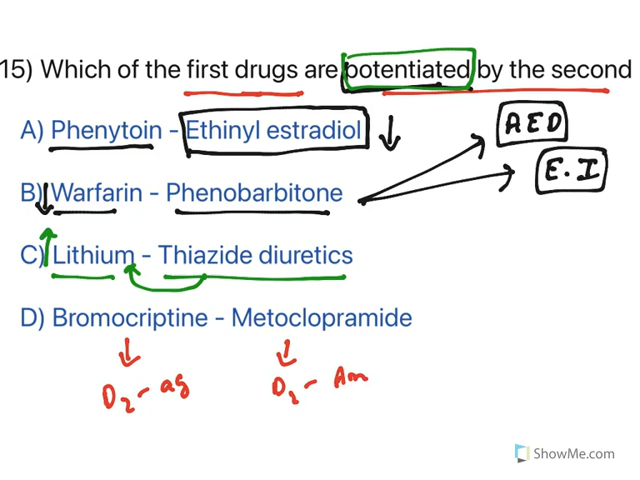 15) Which of the first drugs are potentiated by the second
A) Phenytoin - Ethinyl estradiol
AED
B) Warfarin - Phenobarbitone
E.I
C) Lithium - Thiazide diuretics
D) Bromocriptine - Metoclopramide
D2 - ag D2 - An
ShowMe.com